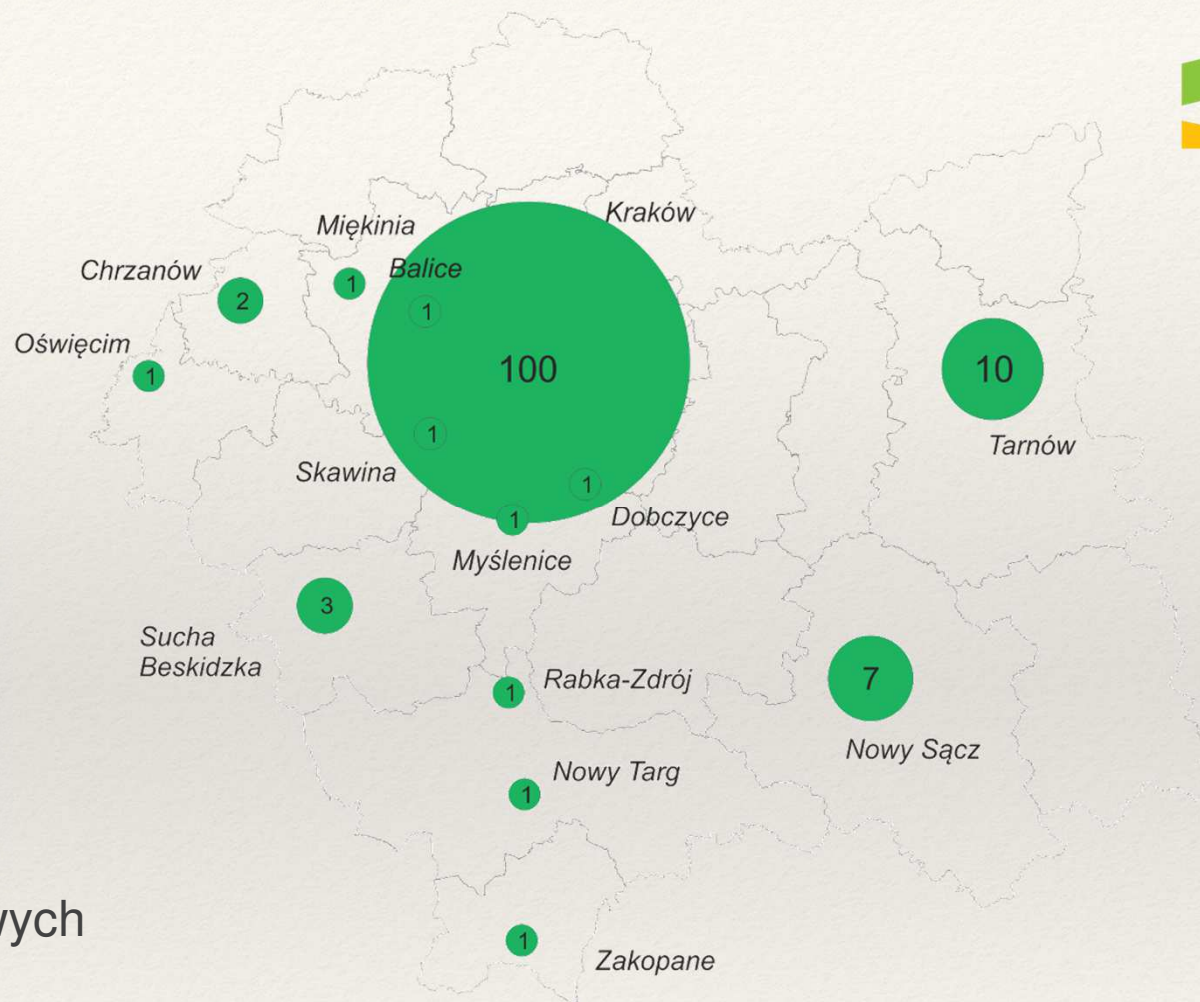 Kraków
Miękinia
Balice
Chrzanów
1
2
1
Oświęcim
100
10
1
Tarnów
1
Skawina
1
Dobczyce
1
Myślenice
3
Sucha
Beskidzka
Rabka-Zdrój
1
7
Nowy Sącz
Nowy Targ
1
wych
1
Zakopane